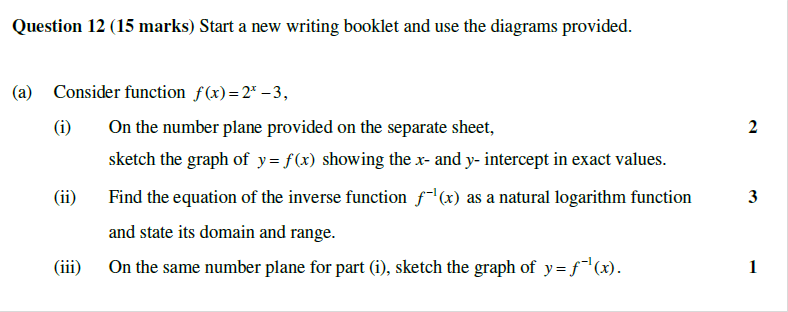 Question 12 (15 marks) Start a new writing booklet and use the diagrams provided.
(a) Consider function f(x) = 2ˣ − 3,
(i) On the number plane provided on the separate sheet, 2
sketch the graph of y = f(x) showing the x- and y- intercept in exact values.
(ii) Find the equation of the inverse function f⁻¹(x) as a natural logarithm function 3
and state its domain and range.
(iii) On the same number plane for part (i), sketch the graph of y = f⁻¹(x). 1